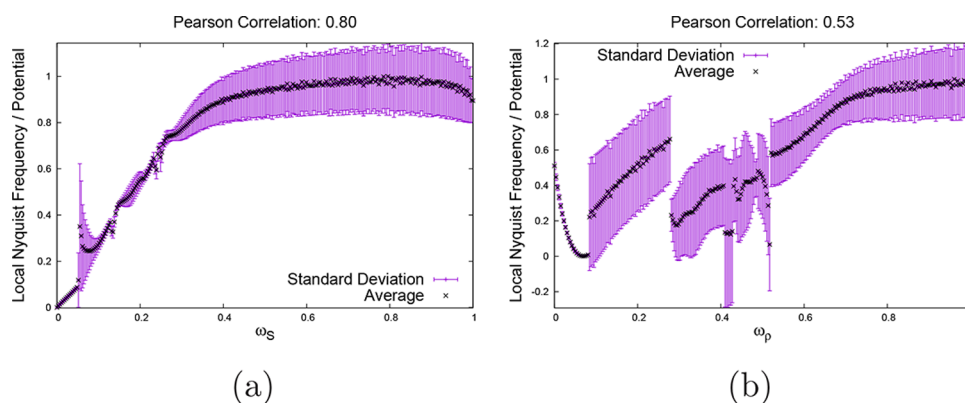 Pearson Correlation: 0.80
Local Nyquist Frequency / Potential
1
0.8
0.6
0.4
0.2
0
Standard Deviation
Average
0
0.2
0.4
0.6
0.8
1
ωS
(a)
Pearson Correlation: 0.53
Local Nyquist Frequency / Potential
1.2
1
0.8
0.6
0.4
0.2
0
-0.2
Standard Deviation
Average
0
0.2
0.4
0.6
0.8
ωρ
(b)